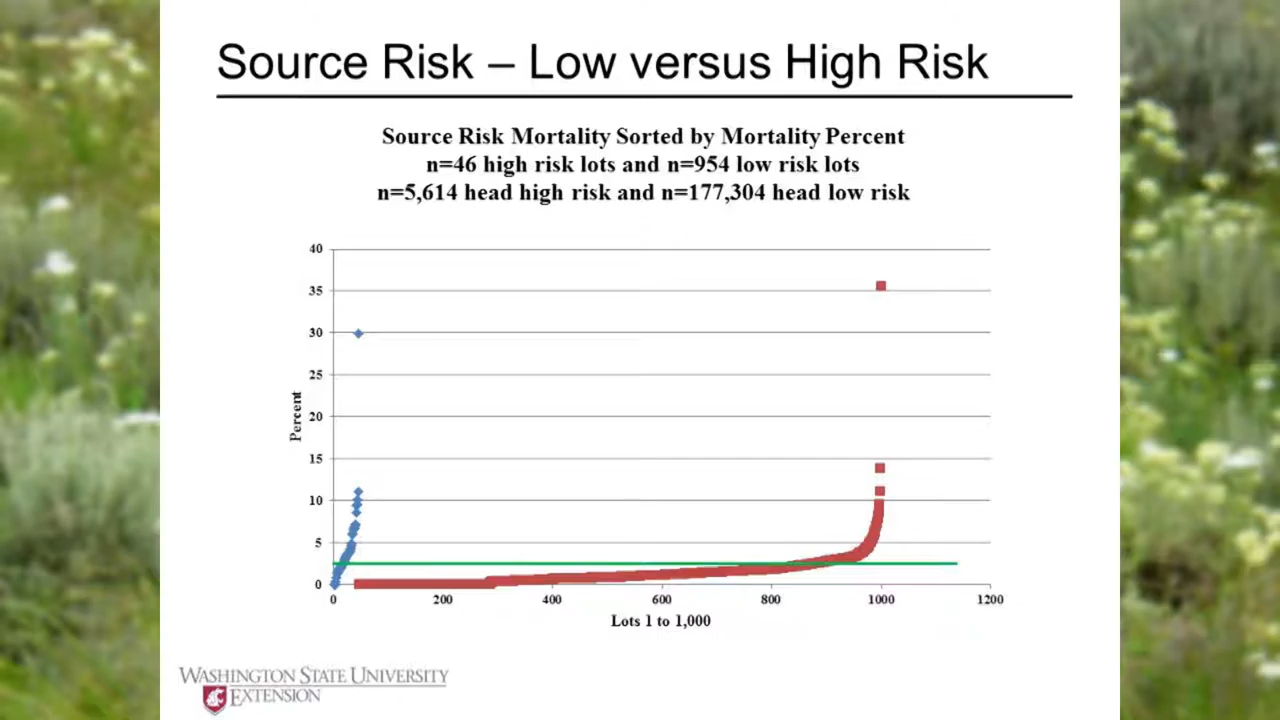 Source Risk – Low versus High Risk
Source Risk Mortality Sorted by Mortality Percent
n=46 high risk lots and n=954 low risk lots
n=5,614 head high risk and n=177,304 head low risk
40
35
30
25
20
15
10
5
0
Percent
0 200 400 600 800 1000 1200
Lots 1 to 1,000
WASHINGTON STATE UNIVERSITY
EXTENSION